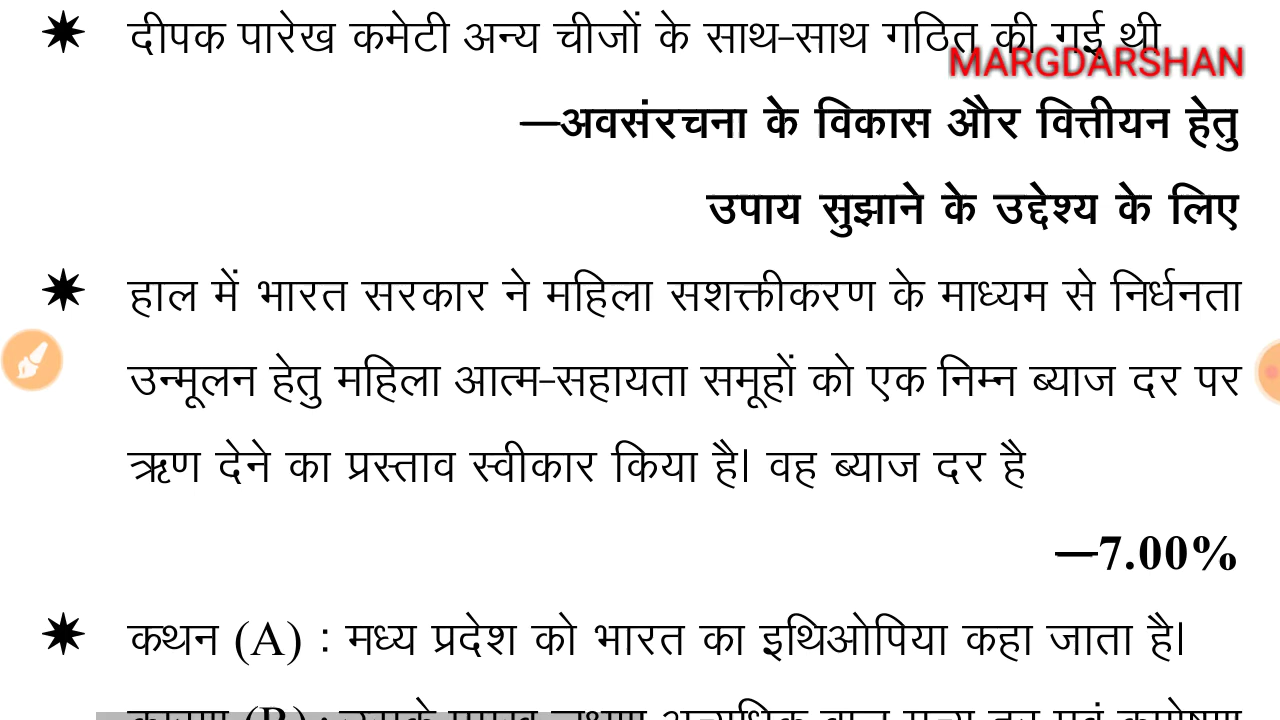 ✷ दीपक पारेख कमेटी अन्य चीजों के साथ-साथ गठित की गई थी
MARGDARSHAN
—अवसंरचना के विकास और वित्तीयन हेतु
उपाय सुझाने के उद्देश्य के लिए
✷ हाल में भारत सरकार ने महिला सशक्तीकरण के माध्यम से निर्धनता
उन्मूलन हेतु महिला आत्म-सहायता समूहों को एक निम्न ब्याज दर पर
ऋण देने का प्रस्ताव स्वीकार किया है। वह ब्याज दर है
—7.00%
✷ कथन (A) : मध्य प्रदेश को भारत का इथिओपिया कहा जाता है।